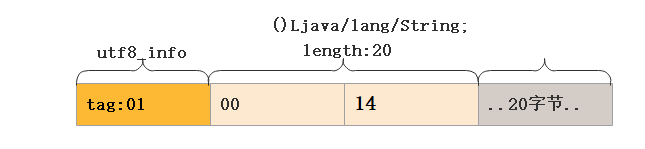 ()Ljava/lang/String;
utf8_info
length:20
tag:01
00
14
..20字节..